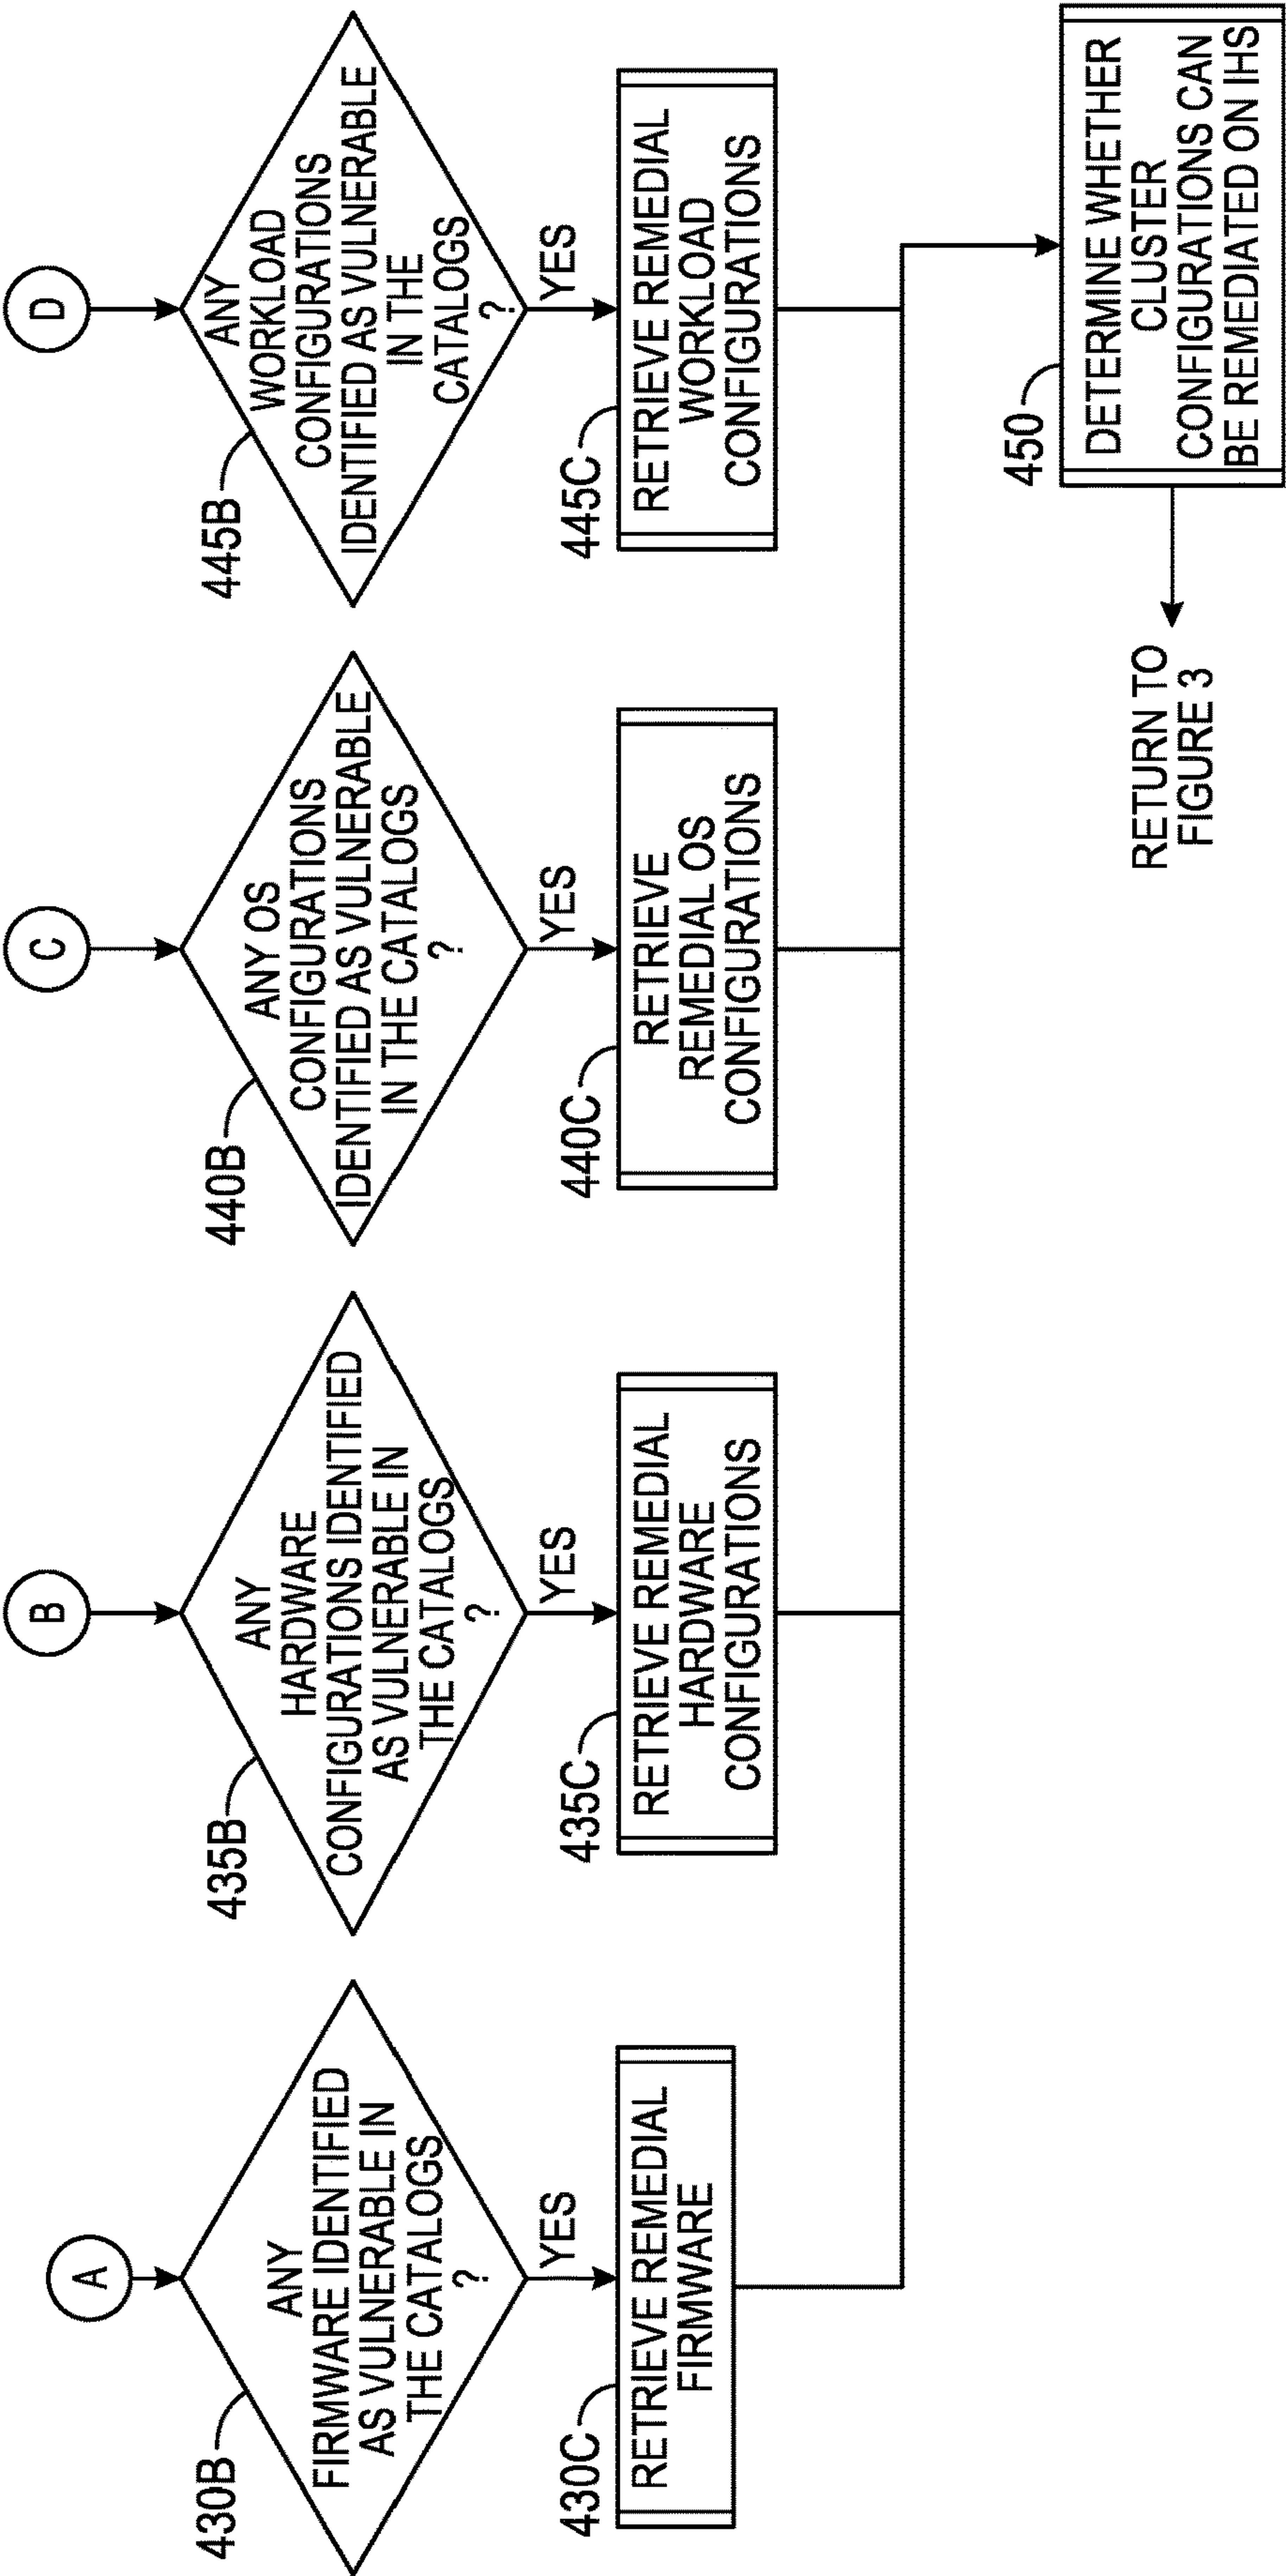 A
430B
ANY
FIRMWARE IDENTIFIED
AS VULNERABLE IN
THE CATALOGS
?
YES
430C
RETRIEVE REMEDIAL
FIRMWARE
B
435B
ANY
HARDWARE
CONFIGURATIONS IDENTIFIED
AS VULNERABLE IN
THE CATALOGS
?
YES
435C
RETRIEVE REMEDIAL
HARDWARE
CONFIGURATIONS
C
440B
ANY OS
CONFIGURATIONS
IDENTIFIED AS VULNERABLE
IN THE CATALOGS
?
YES
440C
RETRIEVE
REMEDIAL OS
CONFIGURATIONS
D
445B
ANY
WORKLOAD
CONFIGURATIONS
IDENTIFIED AS VULNERABLE
IN THE
CATALOGS
?
YES
445C
RETRIEVE REMEDIAL
WORKLOAD
CONFIGURATIONS
450
DETERMINE WHETHER
CLUSTER
CONFIGURATIONS CAN
BE REMEDIATED ON IHS
RETURN TO
FIGURE 3